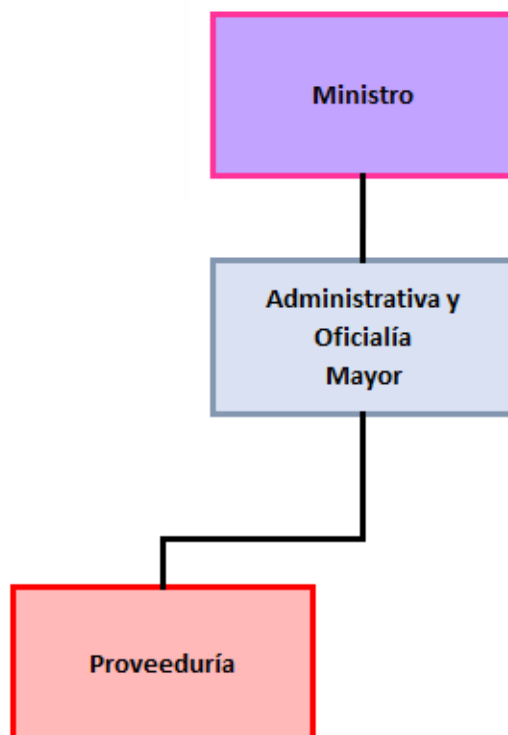 Ministro
Administrativa y
Oficialía
Mayor
Proveeduría